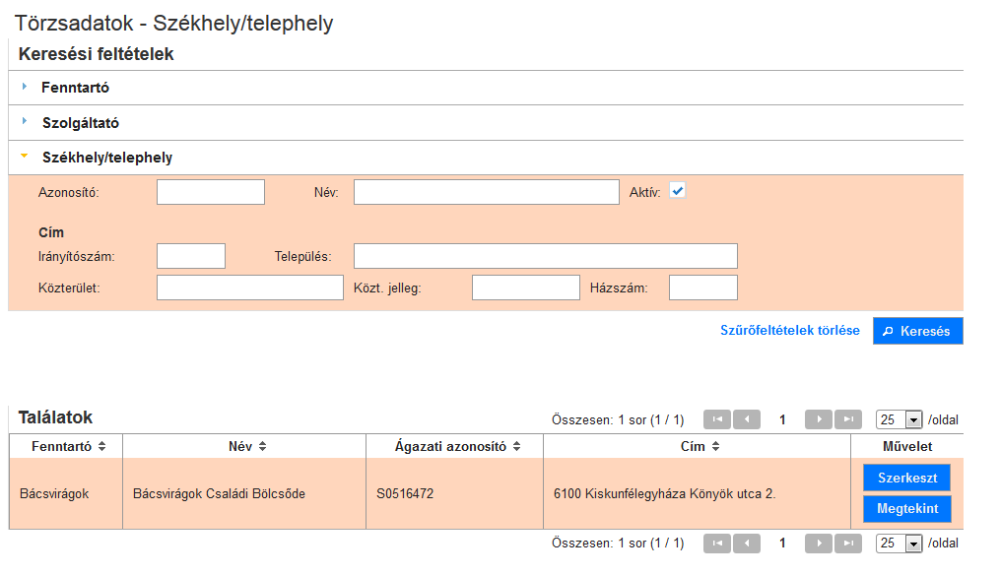 Törzsadatok - Székhely/telephely
Keresési feltételek
Fenntartó
Szolgáltató
Székhely/telephely
Azonosító: Név: Aktív:
Cím
Irányítószám: Település:
Közterület: Közt. jelleg: Házszám:
Szűrőfeltételek törlése Keresés
Találatok Összesen: 1 sor (1 / 1) 1 25 /oldal
Fenntartó Név Ágazati azonosító Cím Művelet
Bácsvirágok Bácsvirágok Családi Bölcsőde S0516472 6100 Kiskunfélegyháza Könyök utca 2. Szerkeszt
Megtekint
Összesen: 1 sor (1 / 1) 1 25 /oldal